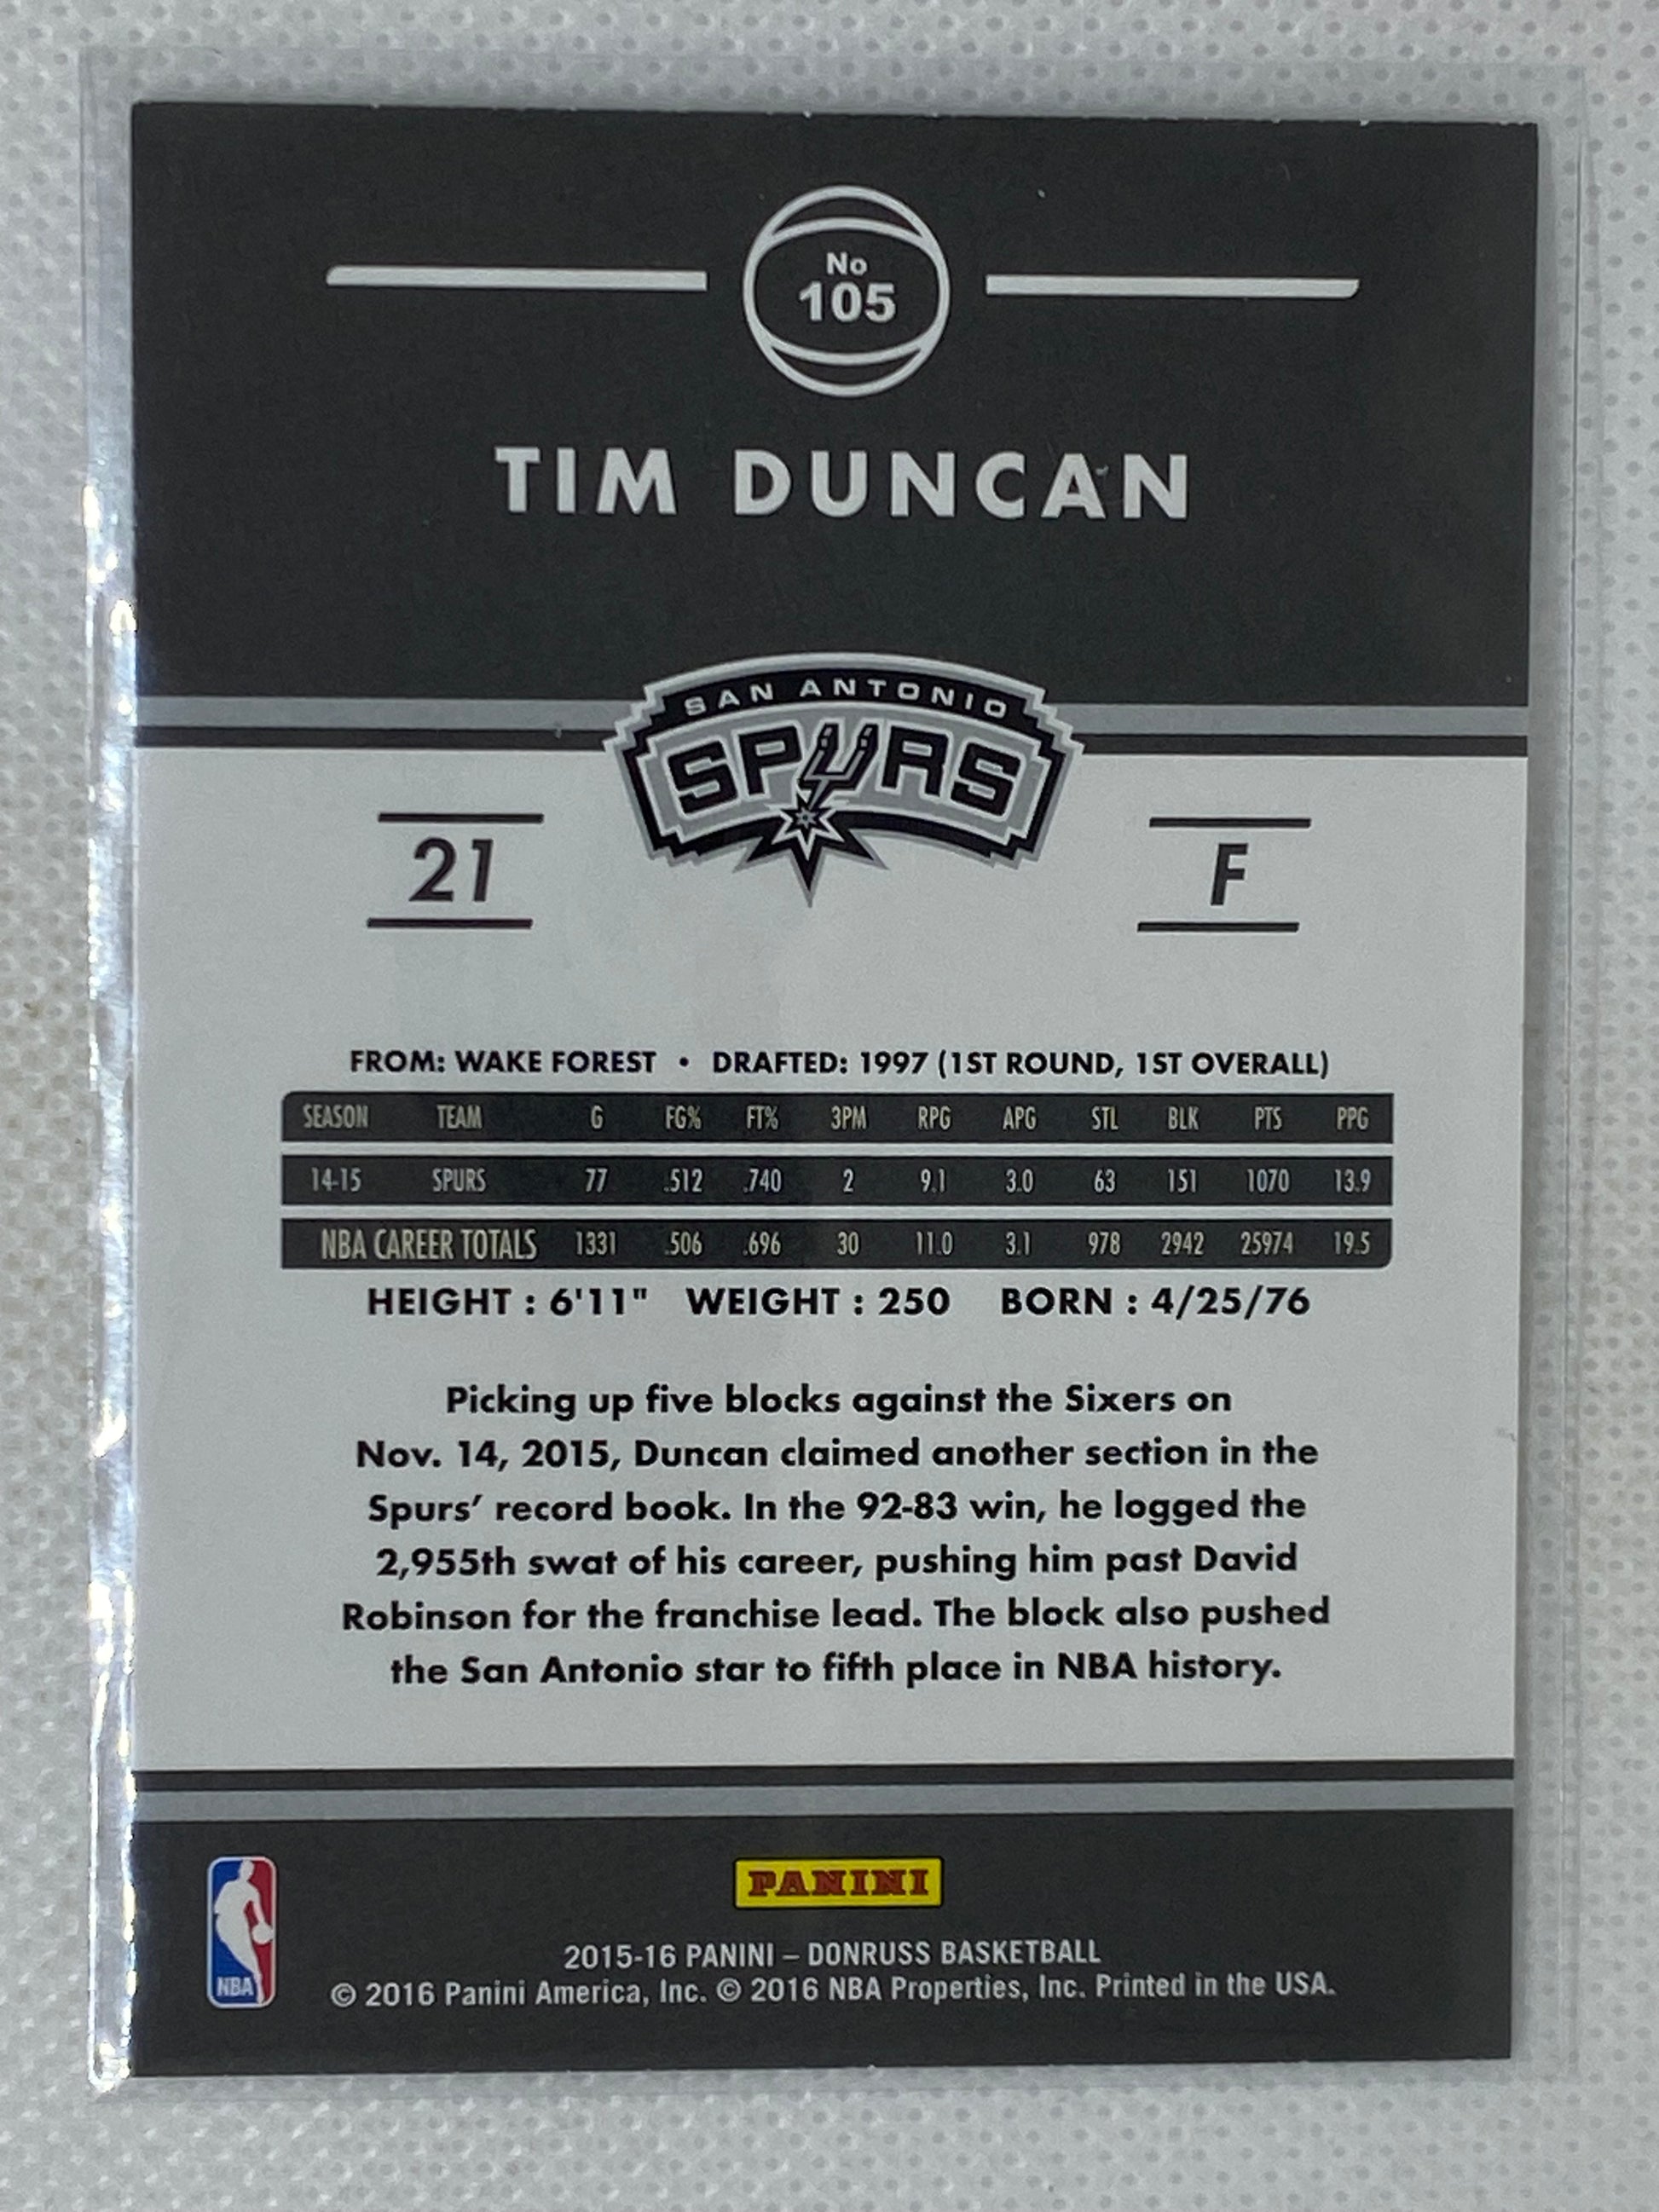 No
105
TIM DUNCAN
SAN ANTONIO
SPURS
21
F
FROM: WAKE FOREST • DRAFTED: 1997 (1ST ROUND, 1ST OVERALL)
SEASON TEAM G FG% FT% 3PM RPG APG STL BLK PTS PPG
14-15 SPURS 77 .512 .740 2 9.1 3.0 63 151 1070 13.9
NBA CAREER TOTALS 1331 .506 .696 30 11.0 3.1 978 2942 25974 19.5
HEIGHT : 6'11" WEIGHT : 250 BORN : 4/25/76
Picking up five blocks against the Sixers on
Nov. 14, 2015, Duncan claimed another section in the
Spurs’ record book. In the 92-83 win, he logged the
2,955th swat of his career, pushing him past David
Robinson for the franchise lead. The block also pushed
the San Antonio star to fifth place in NBA history.
PANINI
NBA
2015-16 PANINI – DONRUSS BASKETBALL
© 2016 Panini America, Inc. © 2016 NBA Properties, Inc. Printed in the USA.